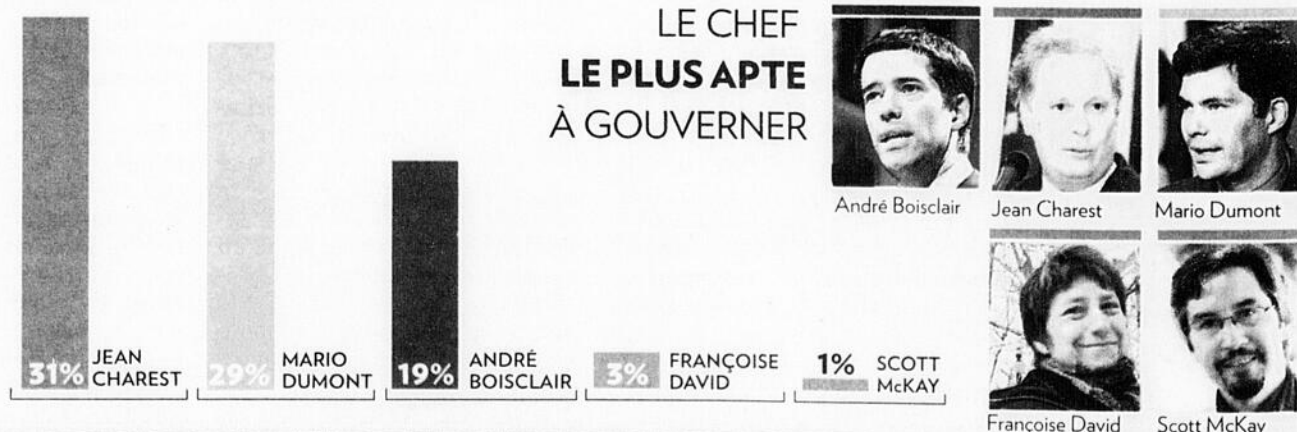 LE CHEF
LE PLUS APTE
À GOUVERNER
André Boisclair
Jean Charest
Mario Dumont
Françoise David
Scott McKay
31% JEAN
CHAREST
29% MARIO
DUMONT
19% ANDRÉ
BOISCLAIR
3% FRANÇOISE
DAVID
1% SCOTT
McKAY